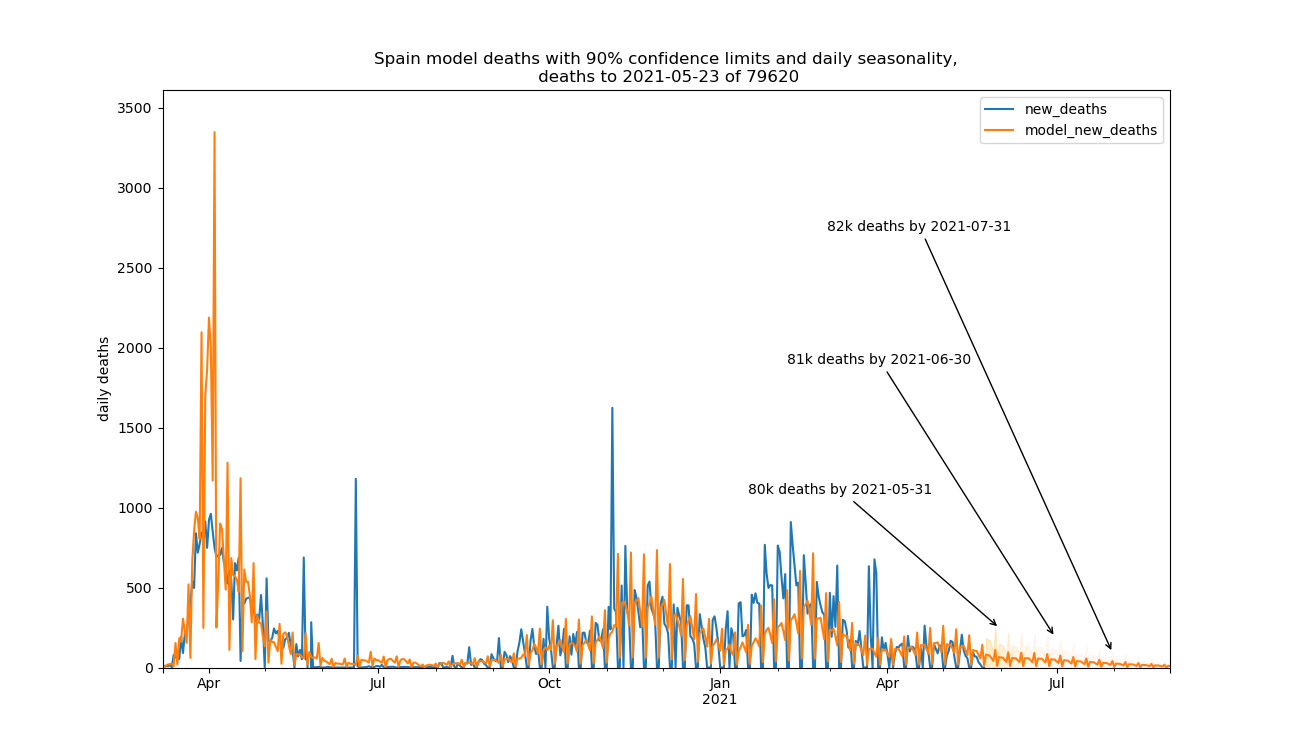 Spain model deaths with 90% confidence limits and daily seasonality,
deaths to 2021-05-23 of 79620
3500
3000
2500
2000
1500
1000
500
0
daily deaths
new_deaths
model_new_deaths
82k deaths by 2021-07-31
81k deaths by 2021-06-30
80k deaths by 2021-05-31
Apr
Jul
Oct
Jan
2021
Apr
Jul